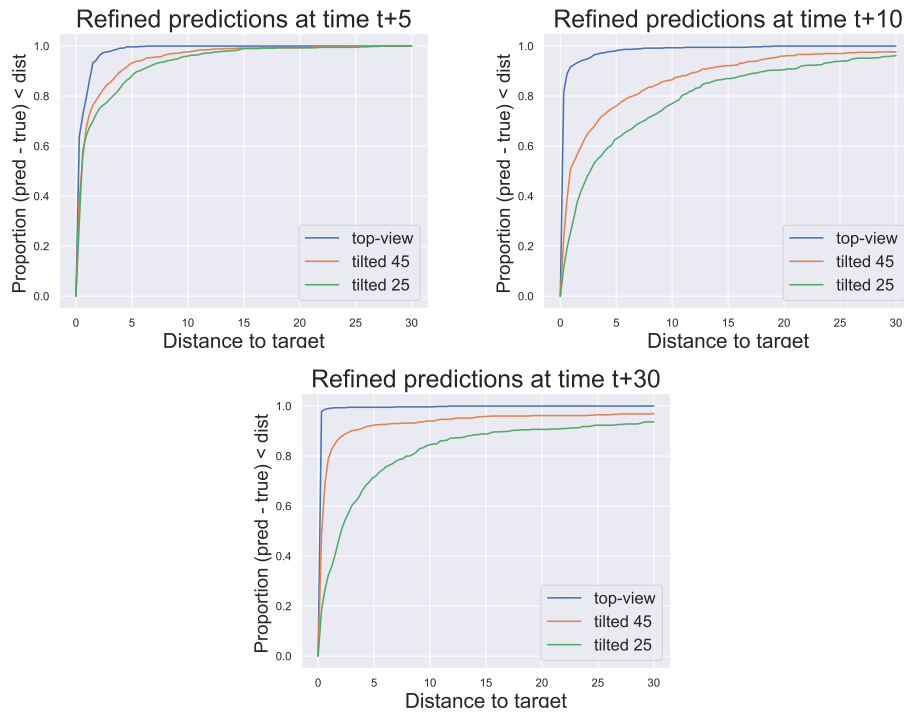 Refined predictions at time t+5
Proportion (pred - true) < dist
1.0
0.8
0.6
0.4
0.2
0.0
top-view
tilted 45
tilted 25
0 5 10 15 20 25 30
Distance to target
Refined predictions at time t+10
Proportion (pred - true) < dist
1.0
0.8
0.6
0.4
0.2
0.0
top-view
tilted 45
tilted 25
0 5 10 15 20 25 30
Distance to target
Refined predictions at time t+30
Proportion (pred - true) < dist
1.0
0.8
0.6
0.4
0.2
0.0
top-view
tilted 45
tilted 25
0 5 10 15 20 25 30
Distance to target